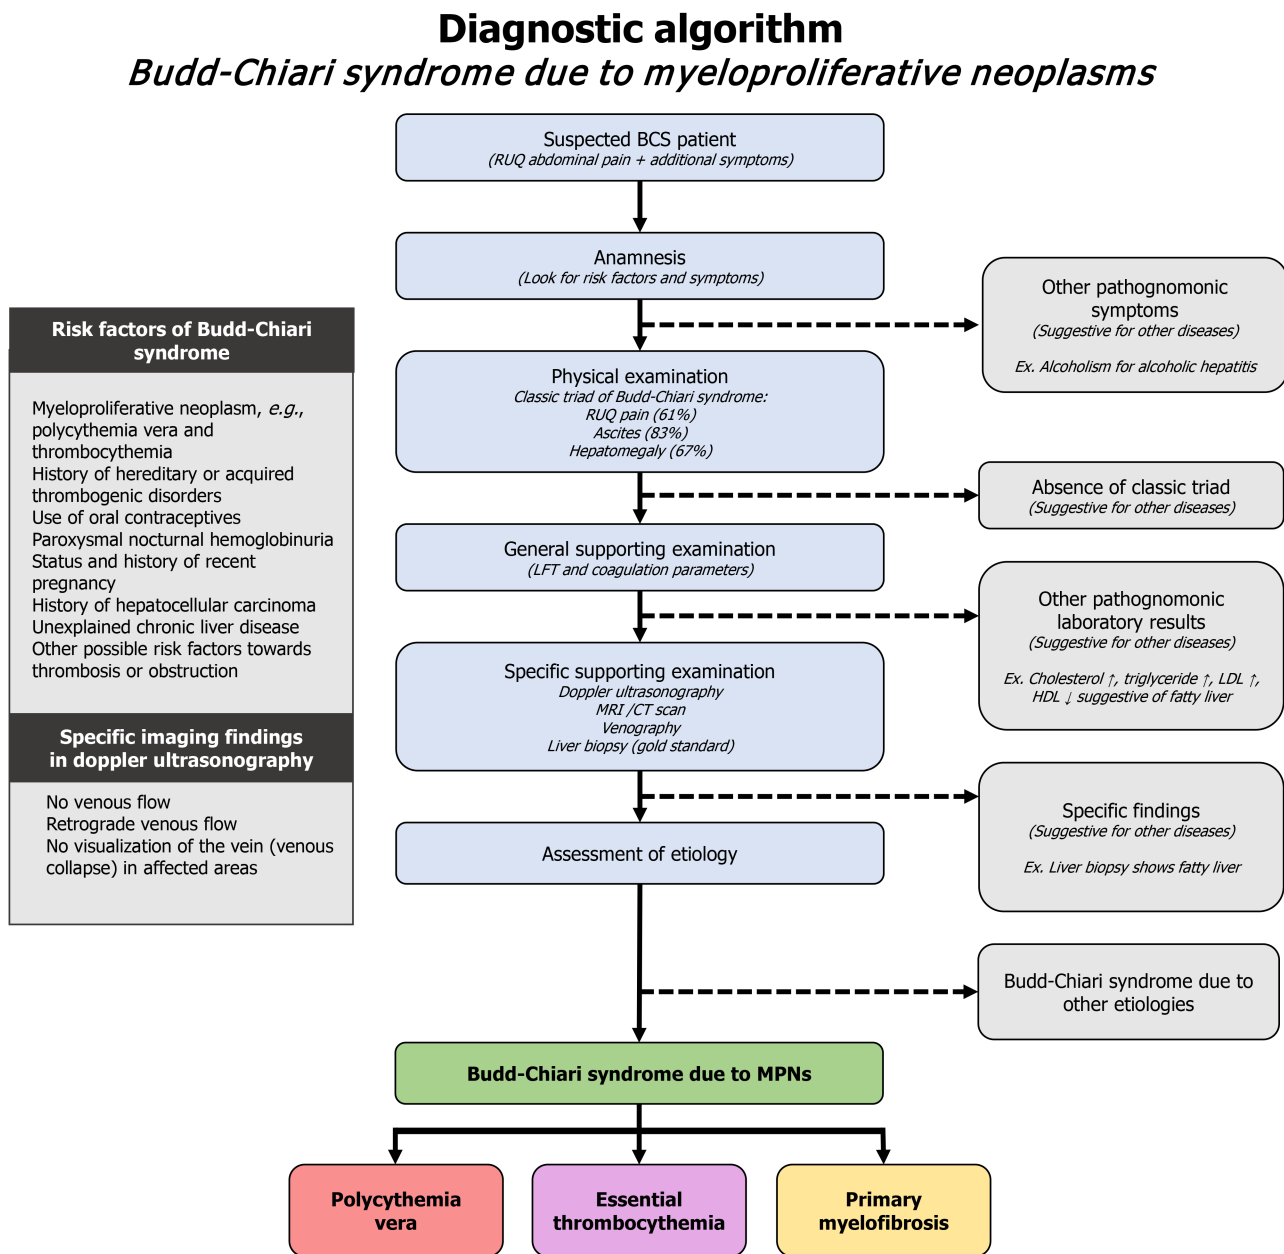 Diagnostic algorithm
Budd-Chiari syndrome due to myeloproliferative neoplasms
Suspected BCS patient
(RUQ abdominal pain + additional symptoms)
Anamnesis
(Look for risk factors and symptoms)
Other pathognomonic
symptoms
(Suggestive for other diseases)
Ex. Alcoholism for alcoholic hepatitis
Physical examination
Classic triad of Budd-Chiari syndrome:
RUQ pain (61%)
Ascites (83%)
Hepatomegaly (67%)
Absence of classic triad
(Suggestive for other diseases)
General supporting examination
(LFT and coagulation parameters)
Other pathognomonic
laboratory results
(Suggestive for other diseases)
Ex. Cholesterol ↑, triglyceride ↑, LDL ↑,
HDL ↓ suggestive of fatty liver
Specific supporting examination
Doppler ultrasonography
MRI /CT scan
Venography
Liver biopsy (gold standard)
Specific findings
(Suggestive for other diseases)
Ex. Liver biopsy shows fatty liver
Assessment of etiology
Budd-Chiari syndrome due to
other etiologies
Budd-Chiari syndrome due to MPNs
Polycythemia
vera
Essential
thrombocythemia
Primary
myelofibrosis
Risk factors of Budd-Chiari
syndrome
Myeloproliferative neoplasm, e.g.,
polycythemia vera and
thrombocythemia
History of hereditary or acquired
thrombogenic disorders
Use of oral contraceptives
Paroxysmal nocturnal hemoglobinuria
Status and history of recent
pregnancy
History of hepatocellular carcinoma
Unexplained chronic liver disease
Other possible risk factors towards
thrombosis or obstruction
Specific imaging findings
in doppler ultrasonography
No venous flow
Retrograde venous flow
No visualization of the vein (venous
collapse) in affected areas